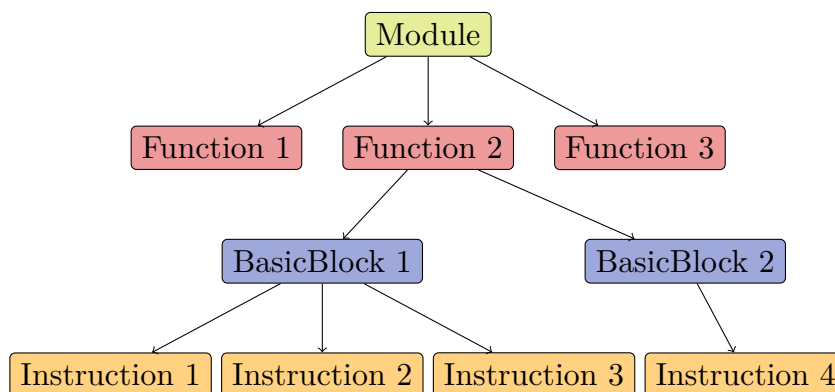 Module
Function 1
Function 2
Function 3
BasicBlock 1
BasicBlock 2
Instruction 1
Instruction 2
Instruction 3
Instruction 4